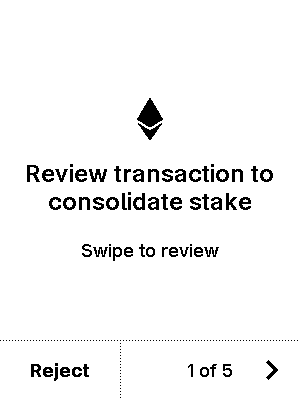 Review transaction to
consolidate stake
Swipe to review
Reject
1 of 5